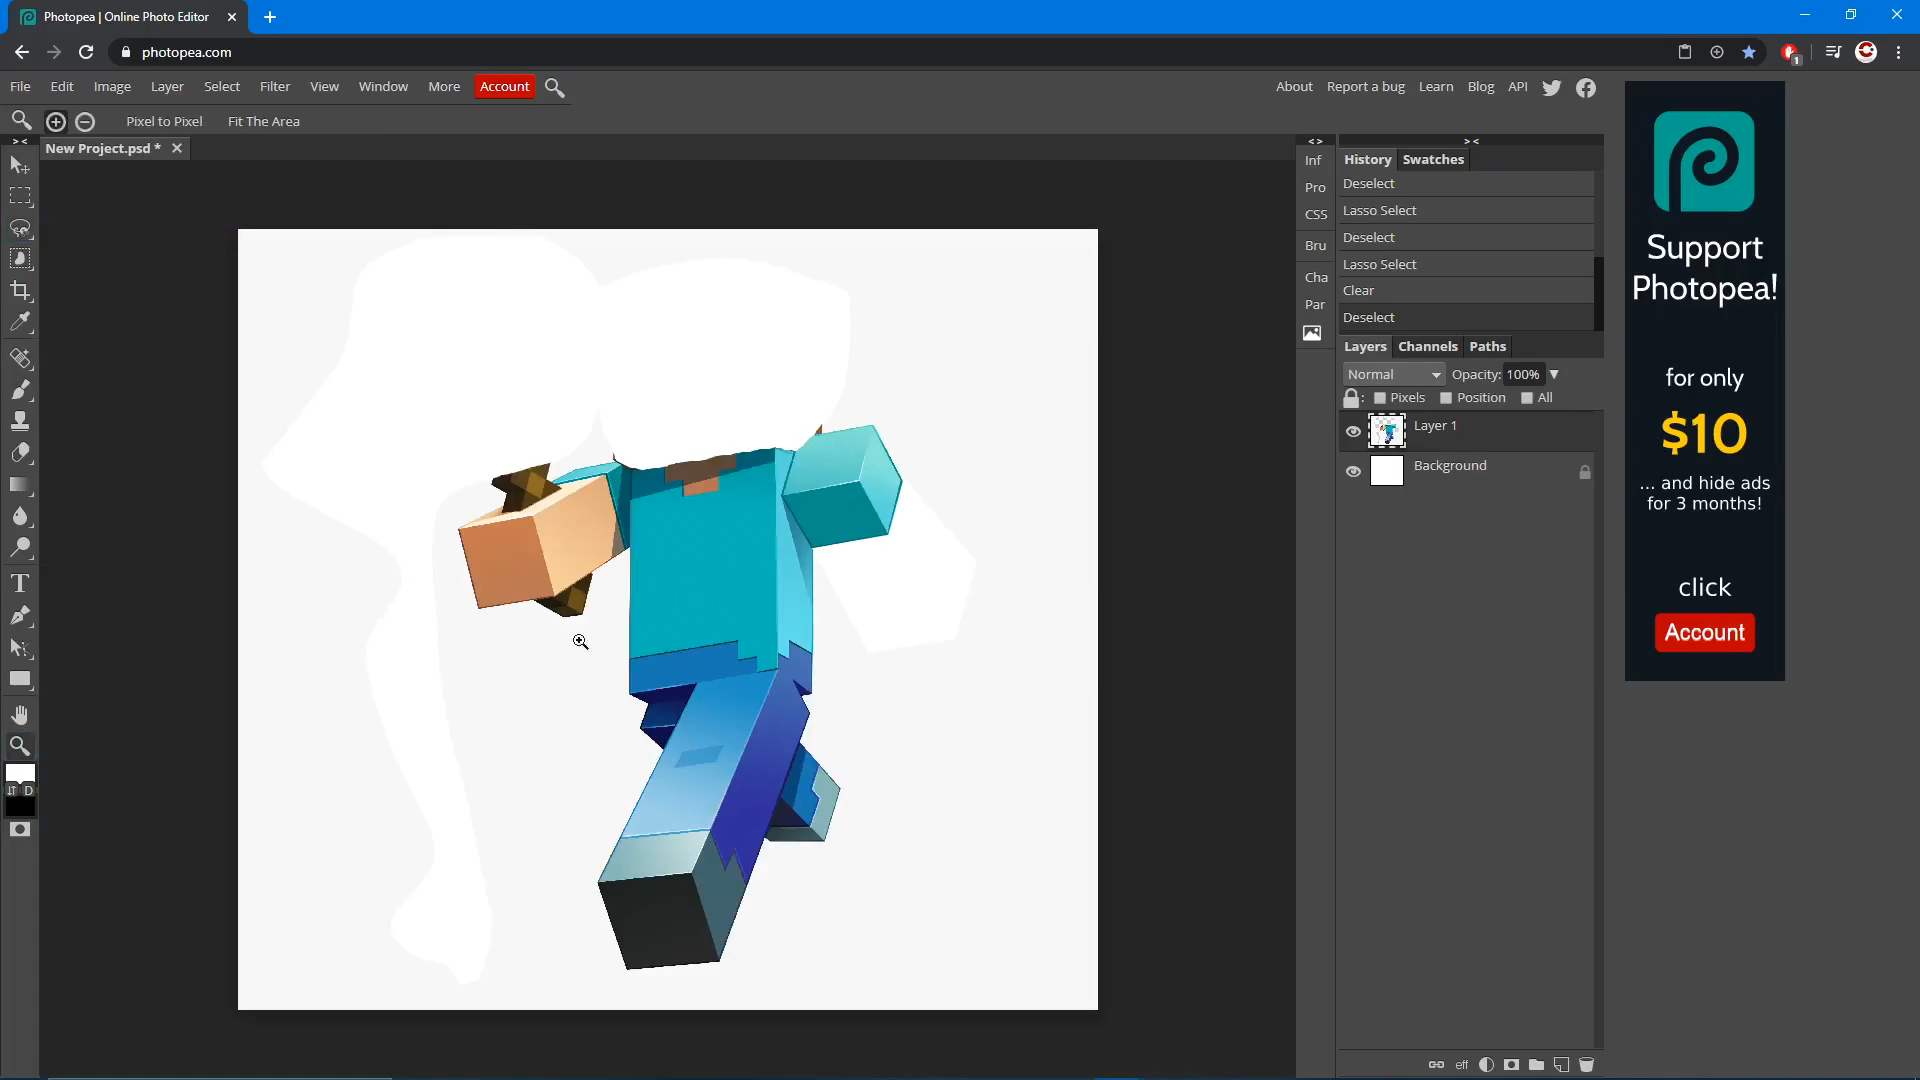 Photopea | Online Photo Editor
photopea.com
1
File Edit Image Layer Select Filter View Window More Account
About Report a bug Learn Blog API
Pixel to Pixel Fit The Area
New Project.psd *
> <
< >
> <
Inf
Pro
CSS
Bru
Cha
Par
History Swatches
Deselect
Lasso Select
Deselect
Lasso Select
Clear
Deselect
Layers Channels Paths
Normal Opacity: 100%
: Pixels Position All
Layer 1
Background
T
D
eff
Support
Photopea!
for only
$10
... and hide ads
for 3 months!
click
Account